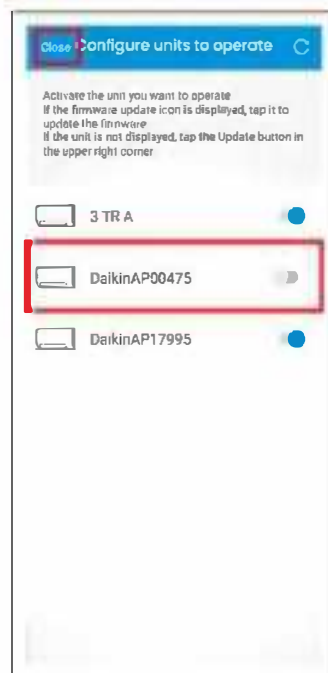 Close Configure units to operate
Activate the unit you want to operate
If the firmware update icon is displayed, tap it to
update the firmware
If the unit is not displayed, tap the Update button in
the upper right corner
3 TR A
DaikinAP00475
DaikinAP17995